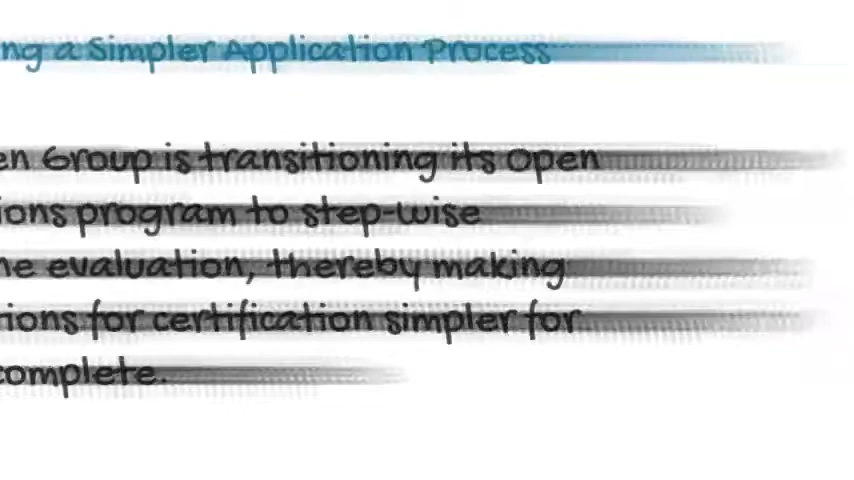 ng a Simpler Application Process
en Group is transitioning its Open
ions program to step-wise
ne evaluation, thereby making
tions for certification simpler for
complete.